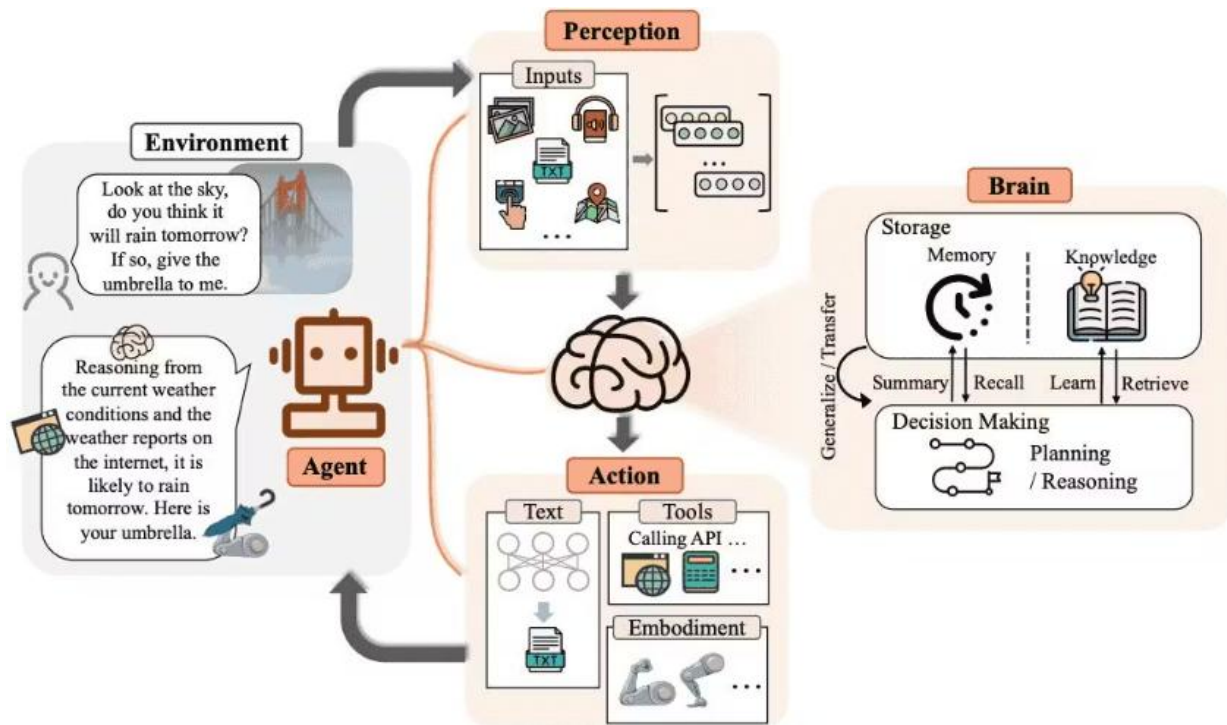 Perception
Inputs
TXT
...
...
Environment
Look at the sky,
do you think it
will rain tomorrow?
If so, give the
umbrella to me.
Reasoning from
the current weather
conditions and the
weather reports on
the internet, it is
likely to rain
tomorrow. Here is
your umbrella.
Agent
Brain
Storage
Memory
Knowledge
Generalize / Transfer
Summary
Recall
Learn
Retrieve
Decision Making
Planning
/ Reasoning
Action
Text
TXT
Tools
Calling API ...
...
Embodiment
...